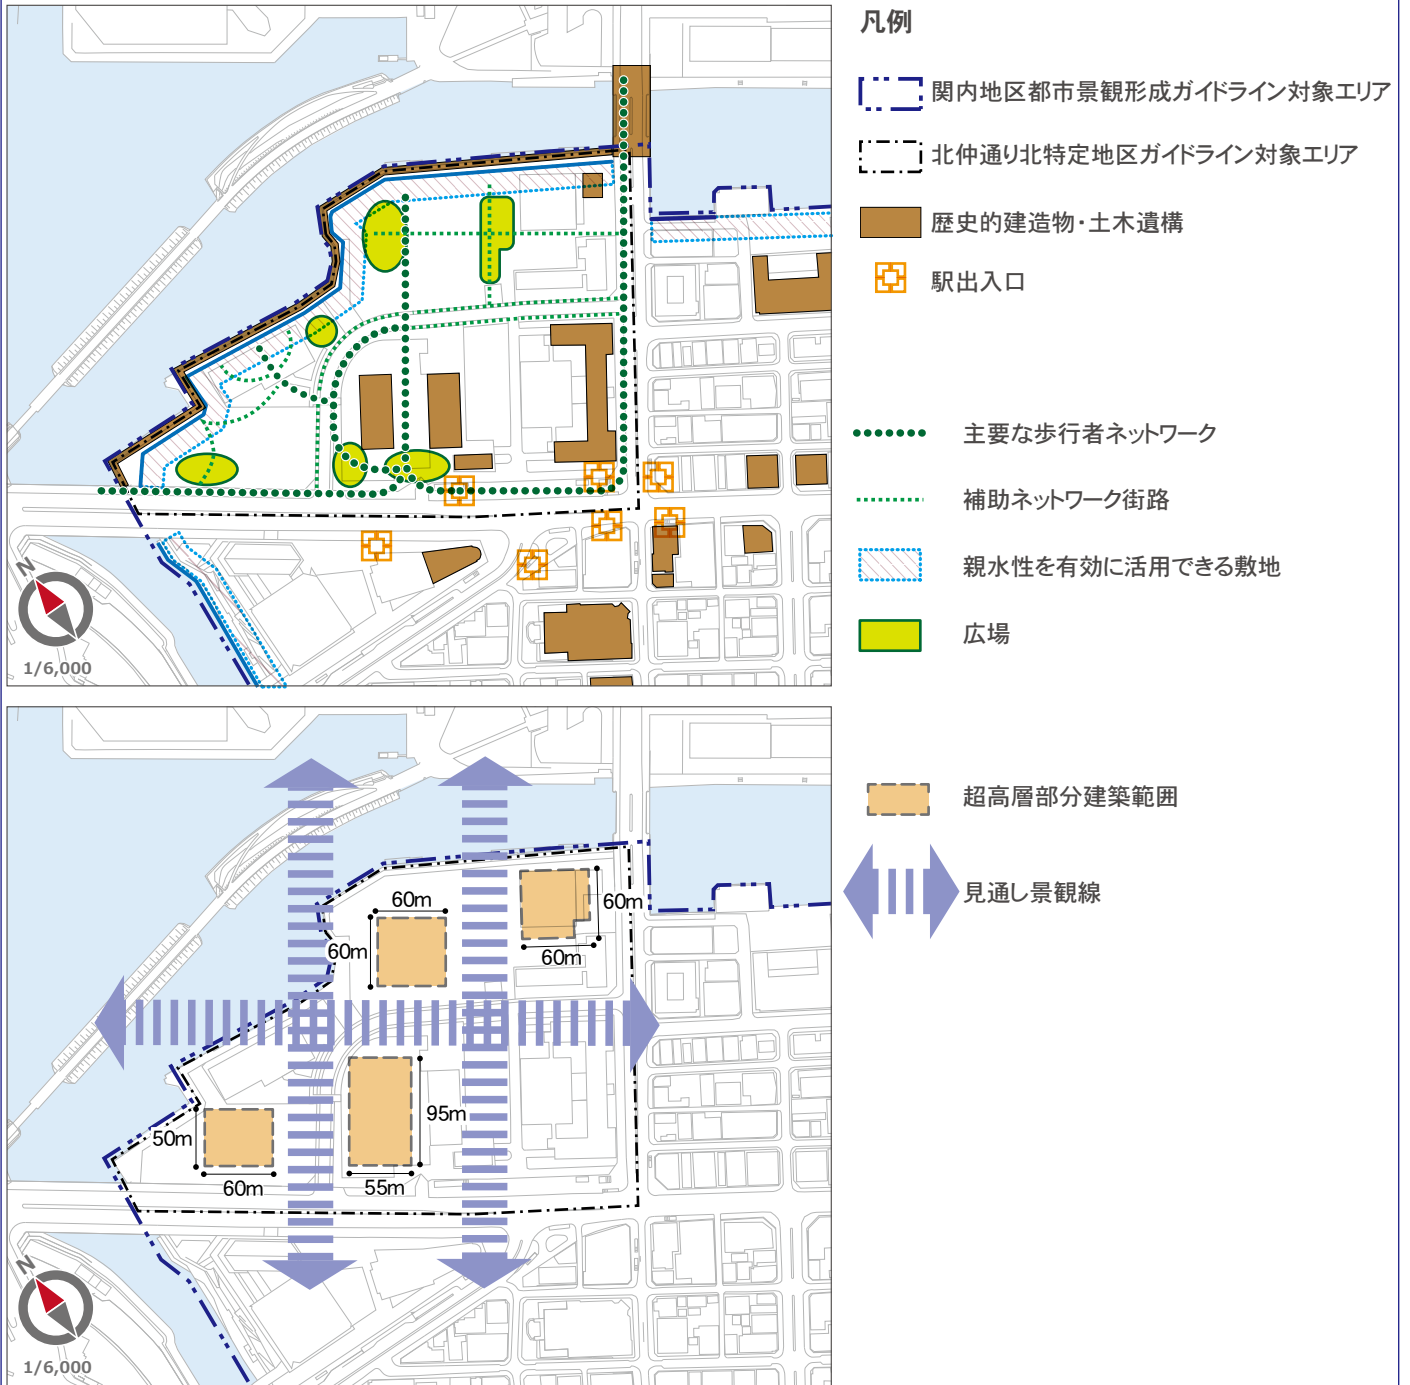 凡例
関内地区都市景観形成ガイドライン対象エリア
北仲通り北特定地区ガイドライン対象エリア
歴史的建造物・土木遺構
駅出入口
主要な歩行者ネットワーク
補助ネットワーク街路
親水性を有効に活用できる敷地
広場
N
1/6,000
超高層部分建築範囲
見通し景観線
60m
60m
60m
60m
95m
50m
60m
55m
N
1/6,000